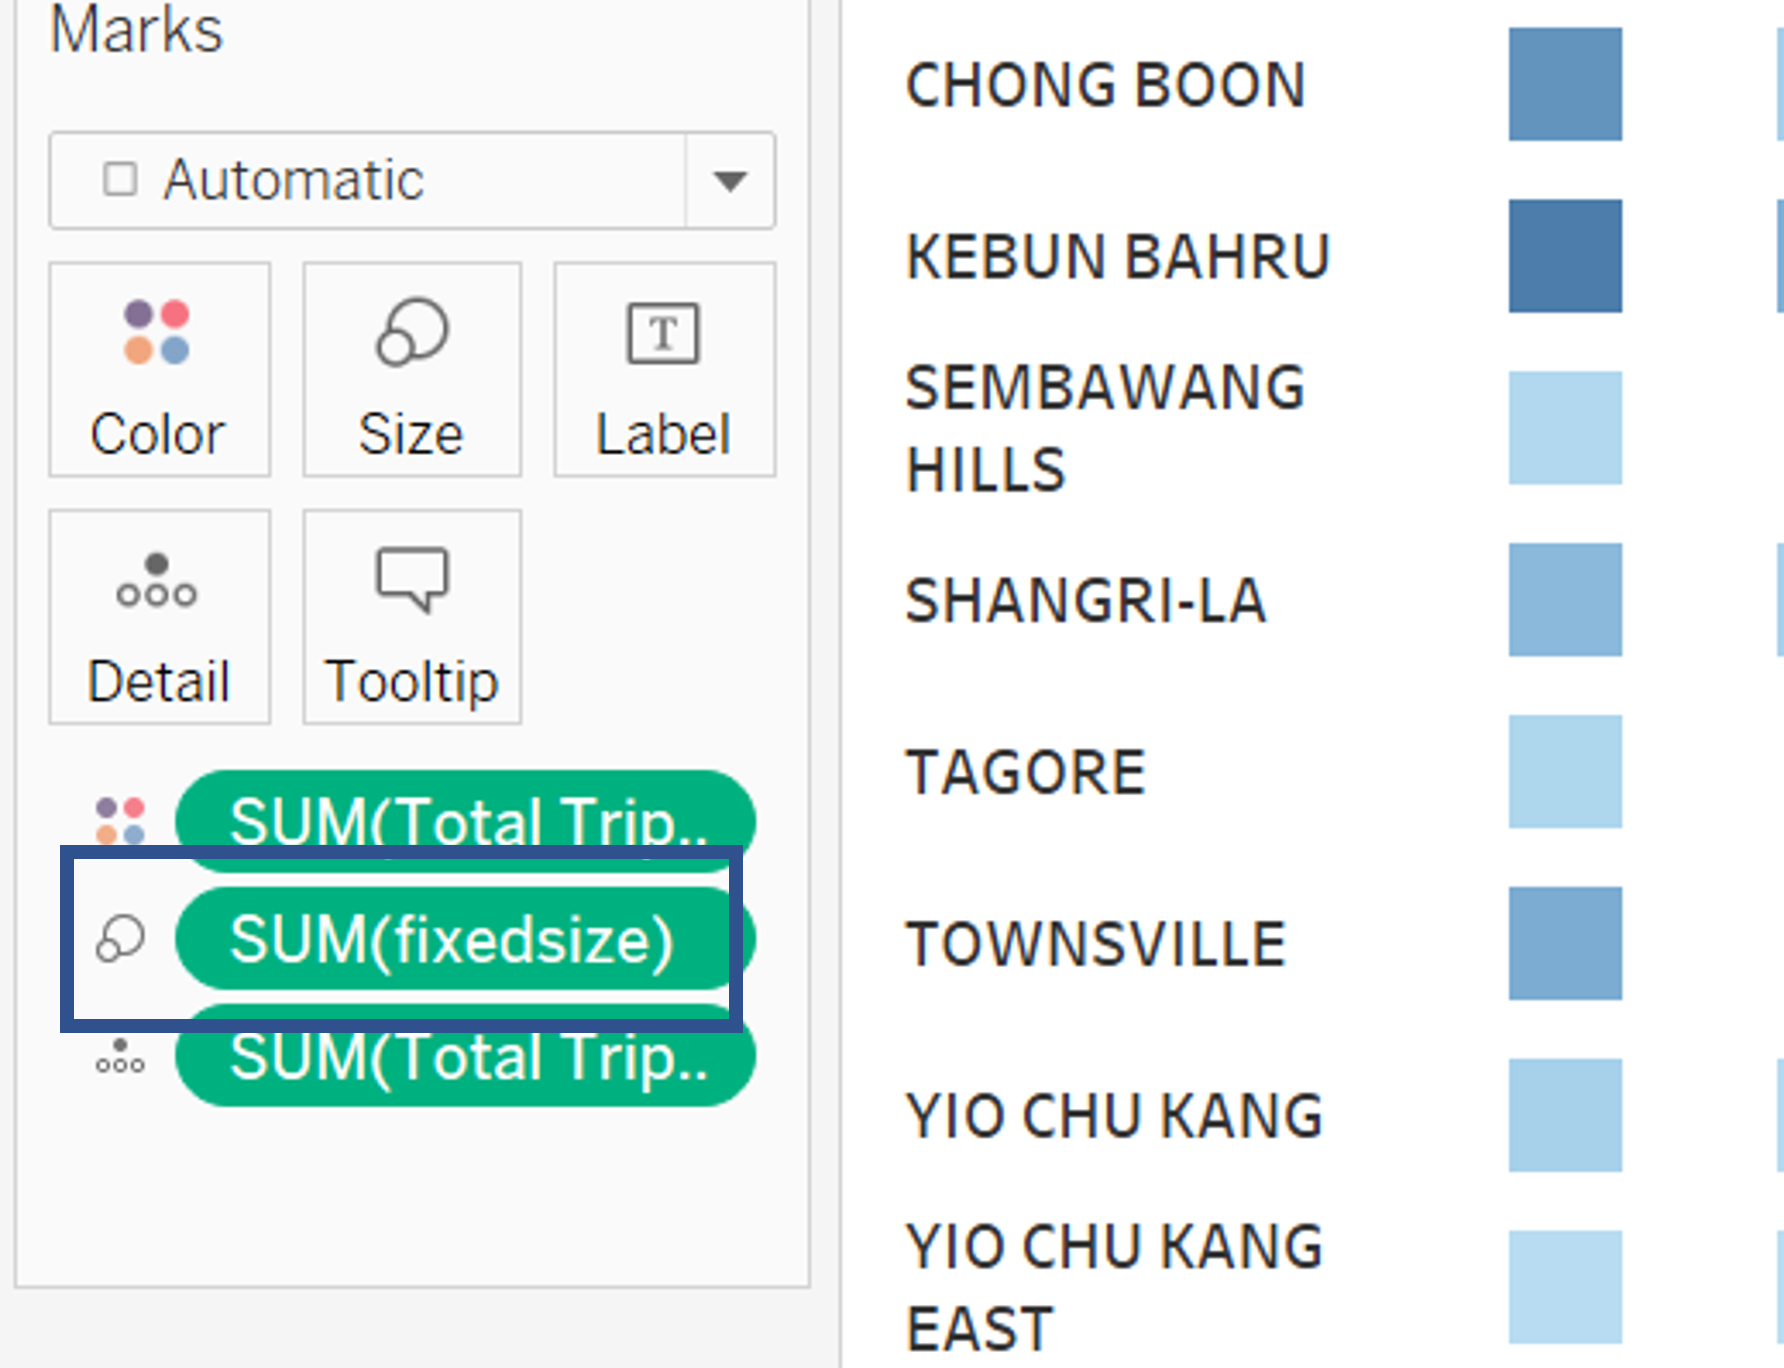 Marks
Automatic
Color
Size
T
Label
Detail
Tooltip
SUM(Total Trip..
SUM(fixedsize)
SUM(Total Trip..
CHONG BOON
KEBUN BAHRU
SEMBAWANG
HILLS
SHANGRI-LA
TAGORE
TOWNSVILLE
YIO CHU KANG
YIO CHU KANG
EAST